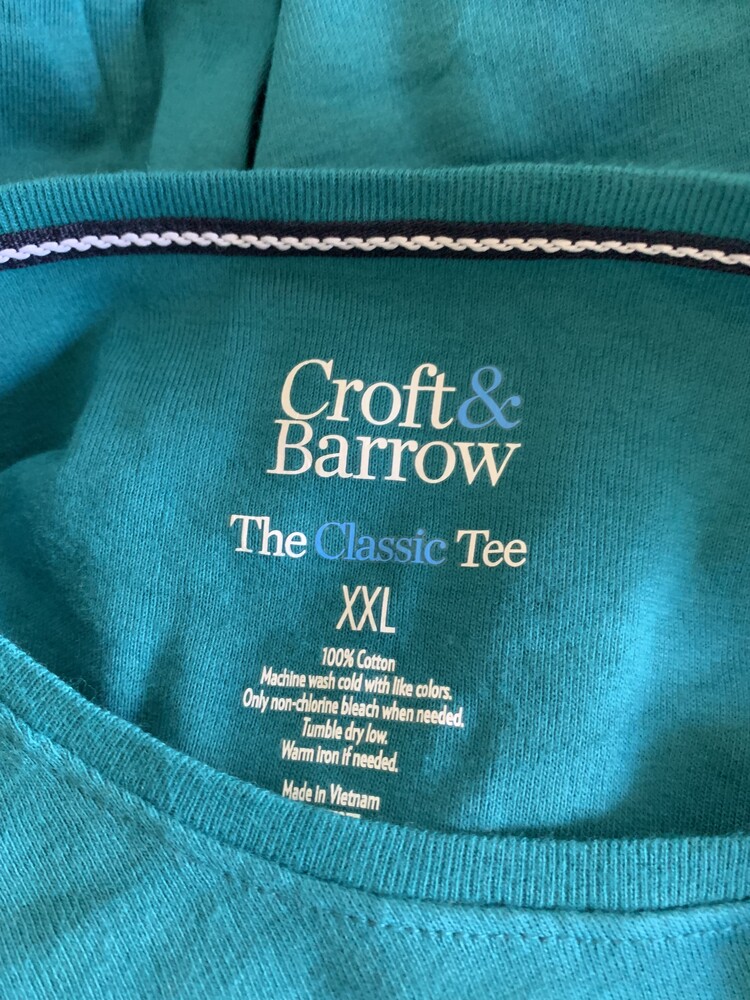 Croft&
Barrow
The Classic Tee
XXL
100% Cotton
Machine wash cold with like colors.
Only non-chlorine bleach when needed.
Tumble dry low.
Warm iron if needed.
Made in Vietnam